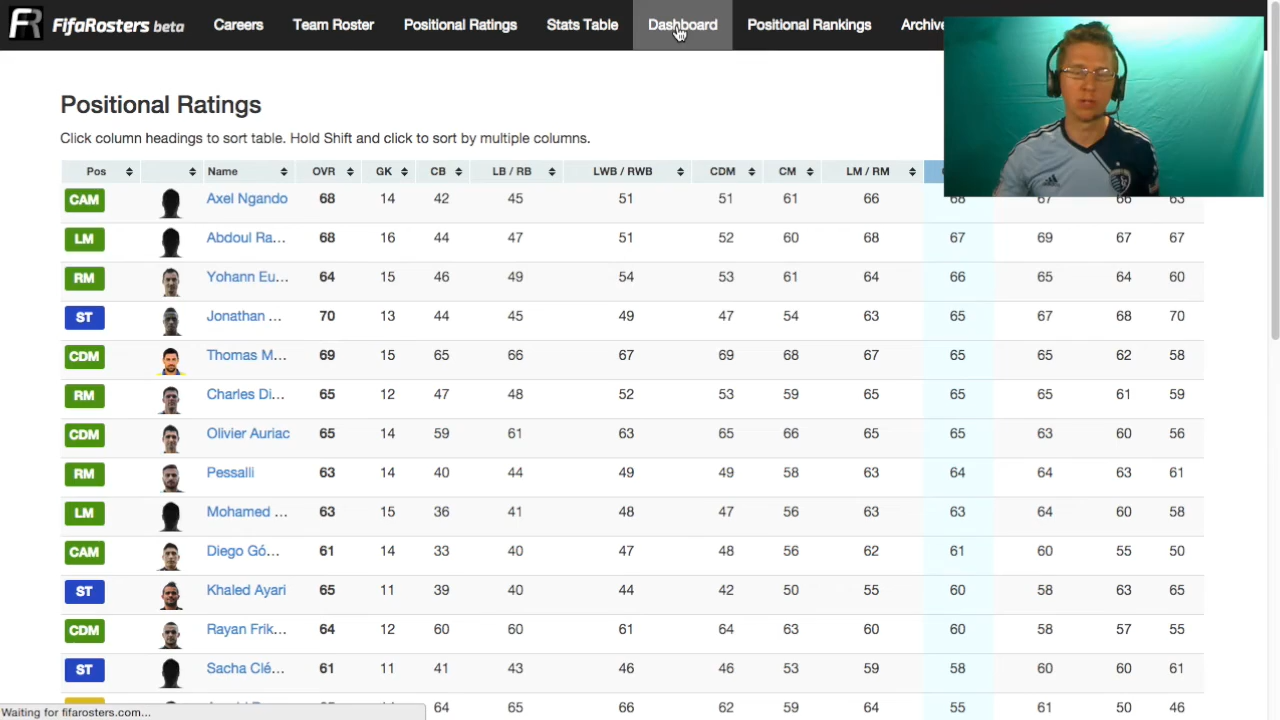 FR FifaRosters beta Careers Team Roster Positional Ratings Stats Table Dashboard Positional Rankings Archive
Positional Ratings
Click column headings to sort table. Hold Shift and click to sort by multiple columns.
Pos Name OVR GK CB LB / RB LWB / RWB CDM CM LM / RM
CAM Axel Ngando 68 14 42 45 51 51 61 66 68 67 66 63
LM Abdoul Ra... 68 16 44 47 51 52 60 68 67 69 67 67
RM Yohann Eu... 64 15 46 49 54 53 61 64 66 65 64 60
ST Jonathan ... 70 13 44 45 49 47 54 63 65 67 68 70
CDM Thomas M... 69 15 65 66 67 69 68 67 65 65 62 58
RM Charles Di... 65 12 47 48 52 53 59 65 65 65 61 59
CDM Olivier Auriac 65 14 59 61 63 65 66 65 65 63 60 56
RM Pessalli 63 14 40 44 49 49 58 63 64 64 63 61
LM Mohamed ... 63 15 36 41 48 47 56 63 63 64 60 58
CAM Diego Gó... 61 14 33 40 47 48 56 62 61 60 55 50
ST Khaled Ayari 65 11 39 40 44 42 50 55 60 58 63 65
CDM Rayan Frik... 64 12 60 60 61 64 63 60 60 58 57 55
ST Sacha Clé... 61 11 41 43 46 46 53 59 58 60 60 61
64 65 66 62 59 62 55 61 50 46
Waiting for fifarosters.com...